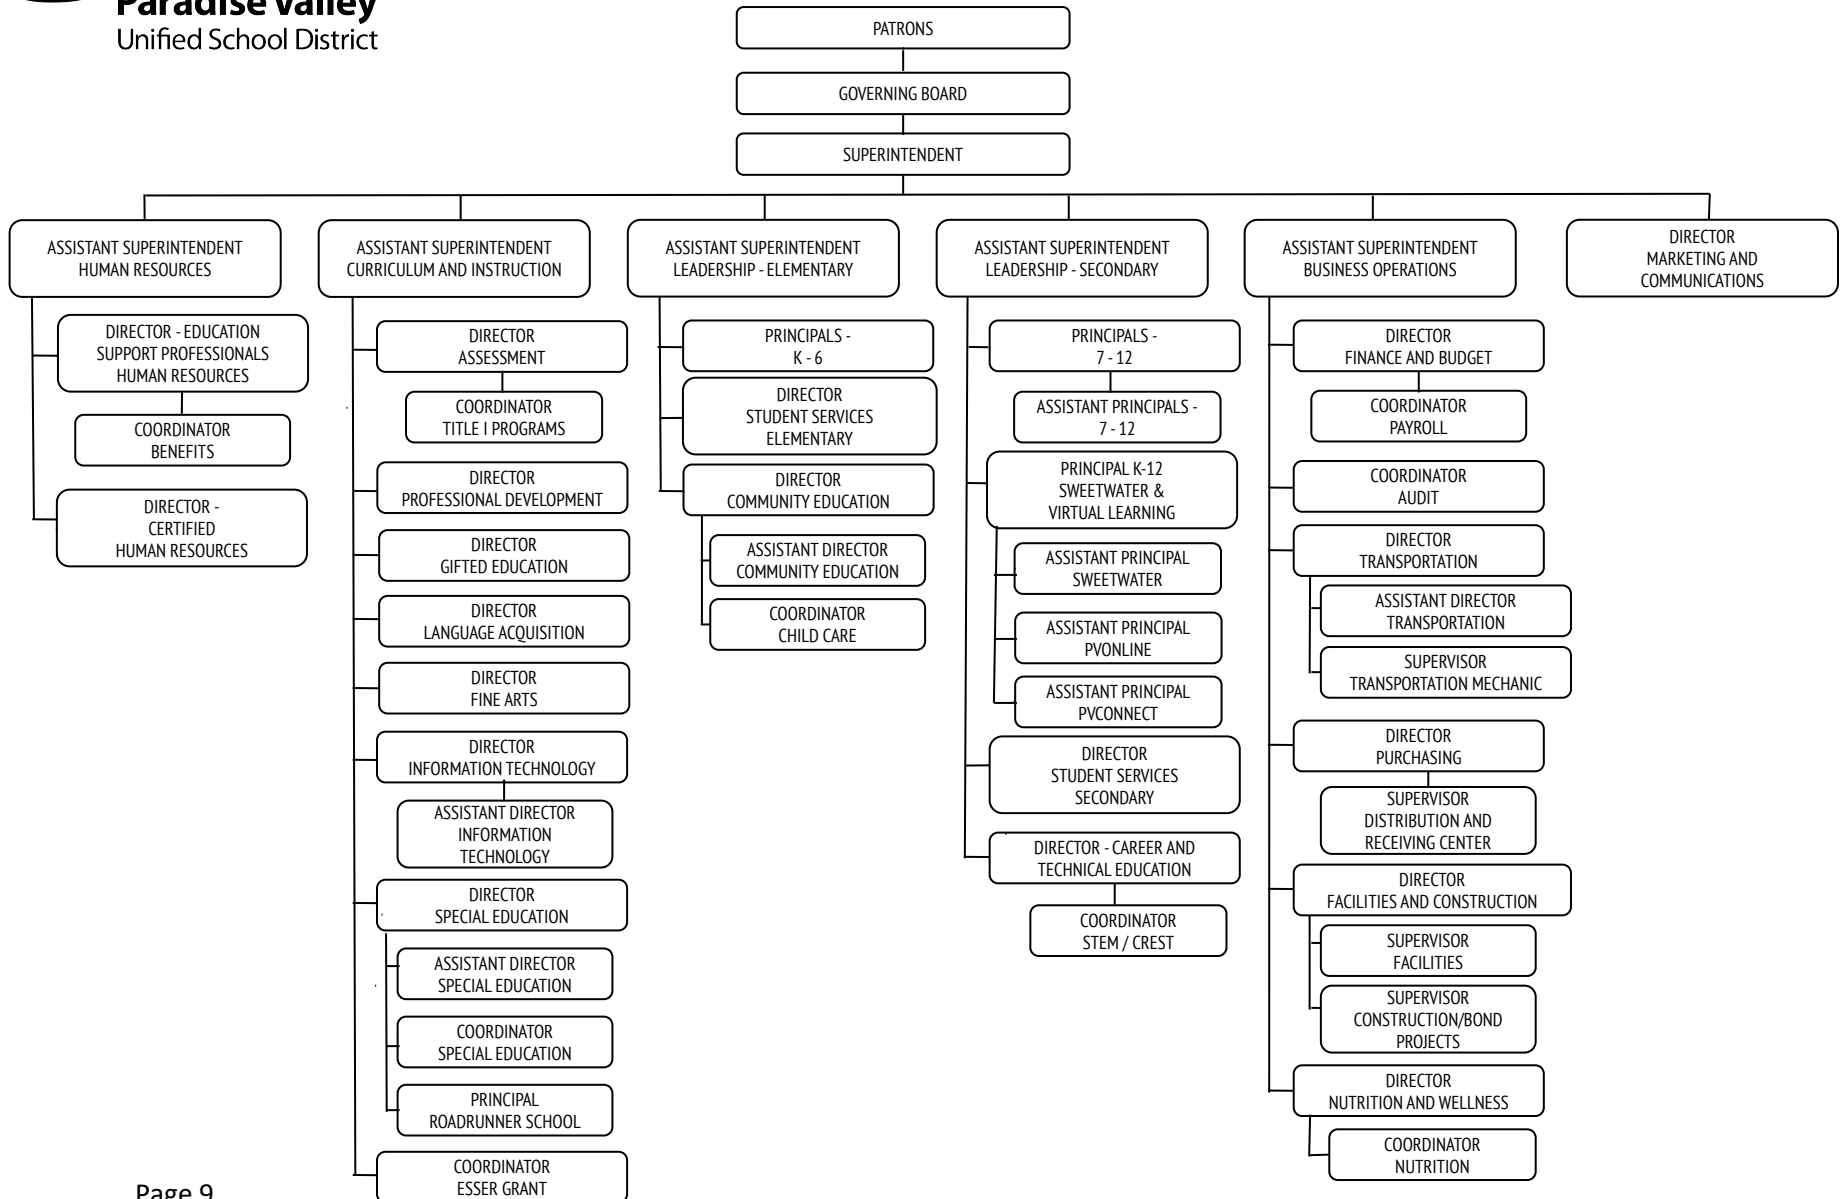 Paradise Valley
Unified School District
PATRONS
GOVERNING BOARD
SUPERINTENDENT
ASSISTANT SUPERINTENDENT
HUMAN RESOURCES
DIRECTOR - EDUCATION
SUPPORT PROFESSIONALS
HUMAN RESOURCES
COORDINATOR
BENEFITS
DIRECTOR -
CERTIFIED
HUMAN RESOURCES
ASSISTANT SUPERINTENDENT
CURRICULUM AND INSTRUCTION
DIRECTOR
ASSESSMENT
COORDINATOR
TITLE I PROGRAMS
DIRECTOR
PROFESSIONAL DEVELOPMENT
DIRECTOR
GIFTED EDUCATION
DIRECTOR
LANGUAGE ACQUISITION
DIRECTOR
FINE ARTS
DIRECTOR
INFORMATION TECHNOLOGY
ASSISTANT DIRECTOR
INFORMATION
TECHNOLOGY
DIRECTOR
SPECIAL EDUCATION
ASSISTANT DIRECTOR
SPECIAL EDUCATION
COORDINATOR
SPECIAL EDUCATION
PRINCIPAL
ROADRUNNER SCHOOL
COORDINATOR
ESSER GRANT
ASSISTANT SUPERINTENDENT
LEADERSHIP - ELEMENTARY
PRINCIPALS -
K - 6
DIRECTOR
STUDENT SERVICES
ELEMENTARY
DIRECTOR
COMMUNITY EDUCATION
ASSISTANT DIRECTOR
COMMUNITY EDUCATION
COORDINATOR
CHILD CARE
ASSISTANT SUPERINTENDENT
LEADERSHIP - SECONDARY
PRINCIPALS -
7 - 12
ASSISTANT PRINCIPALS -
7 - 12
PRINCIPAL K-12
SWEETWATER &
VIRTUAL LEARNING
ASSISTANT PRINCIPAL
SWEETWATER
ASSISTANT PRINCIPAL
PVONLINE
ASSISTANT PRINCIPAL
PVCONNECT
DIRECTOR
STUDENT SERVICES
SECONDARY
DIRECTOR - CAREER AND
TECHNICAL EDUCATION
COORDINATOR
STEM / CREST
ASSISTANT SUPERINTENDENT
BUSINESS OPERATIONS
DIRECTOR
FINANCE AND BUDGET
COORDINATOR
PAYROLL
COORDINATOR
AUDIT
DIRECTOR
TRANSPORTATION
ASSISTANT DIRECTOR
TRANSPORTATION
SUPERVISOR
TRANSPORTATION MECHANIC
DIRECTOR
PURCHASING
SUPERVISOR
DISTRIBUTION AND
RECEIVING CENTER
DIRECTOR
FACILITIES AND CONSTRUCTION
SUPERVISOR
FACILITIES
SUPERVISOR
CONSTRUCTION/BOND
PROJECTS
DIRECTOR
NUTRITION AND WELLNESS
COORDINATOR
NUTRITION
DIRECTOR
MARKETING AND
COMMUNICATIONS
Page 9